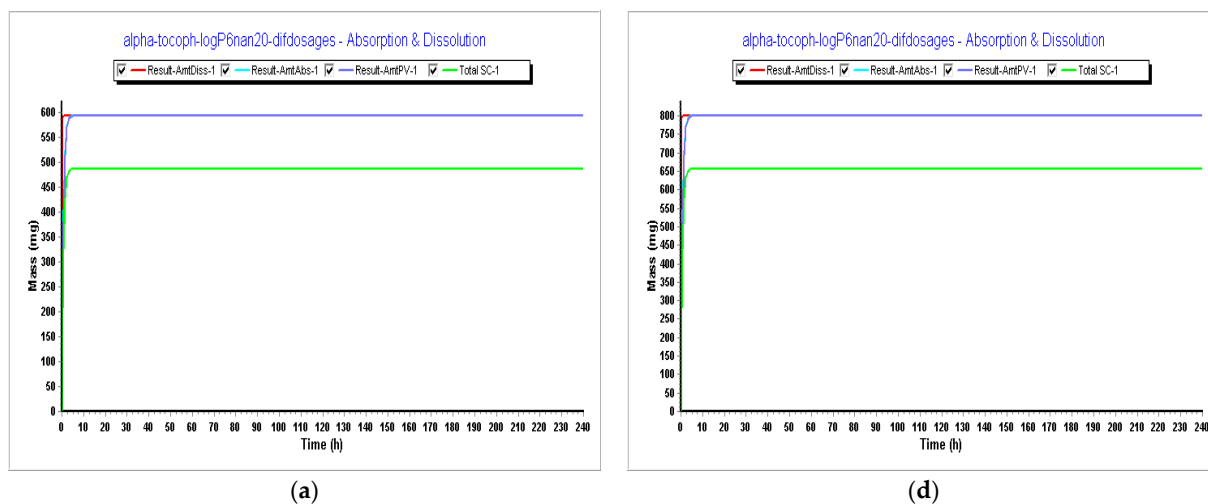 alpha-tocoph-logP6nan20-difdosages - Absorption & Dissolution
Result-AmtDiss-1 Result-AmtAbs-1 Result-AmtPV-1 Total SC-1
600
550
500
450
400
350
300
250
200
150
100
50
0
Mass (mg)
0 10 20 30 40 50 60 70 80 90 100 110 120 130 140 150 160 170 180 190 200 210 220 230 240
Time (h)
(a)
alpha-tocoph-logP6nan20-difdosages - Absorption & Dissolution
Result-AmtDiss-1 Result-AmtAbs-1 Result-AmtPV-1 Total SC-1
800
750
700
650
600
550
500
450
400
350
300
250
200
150
100
50
0
Mass (mg)
0 10 20 30 40 50 60 70 80 90 100 110 120 130 140 150 160 170 180 190 200 210 220 230 240
Time (h)
(d)